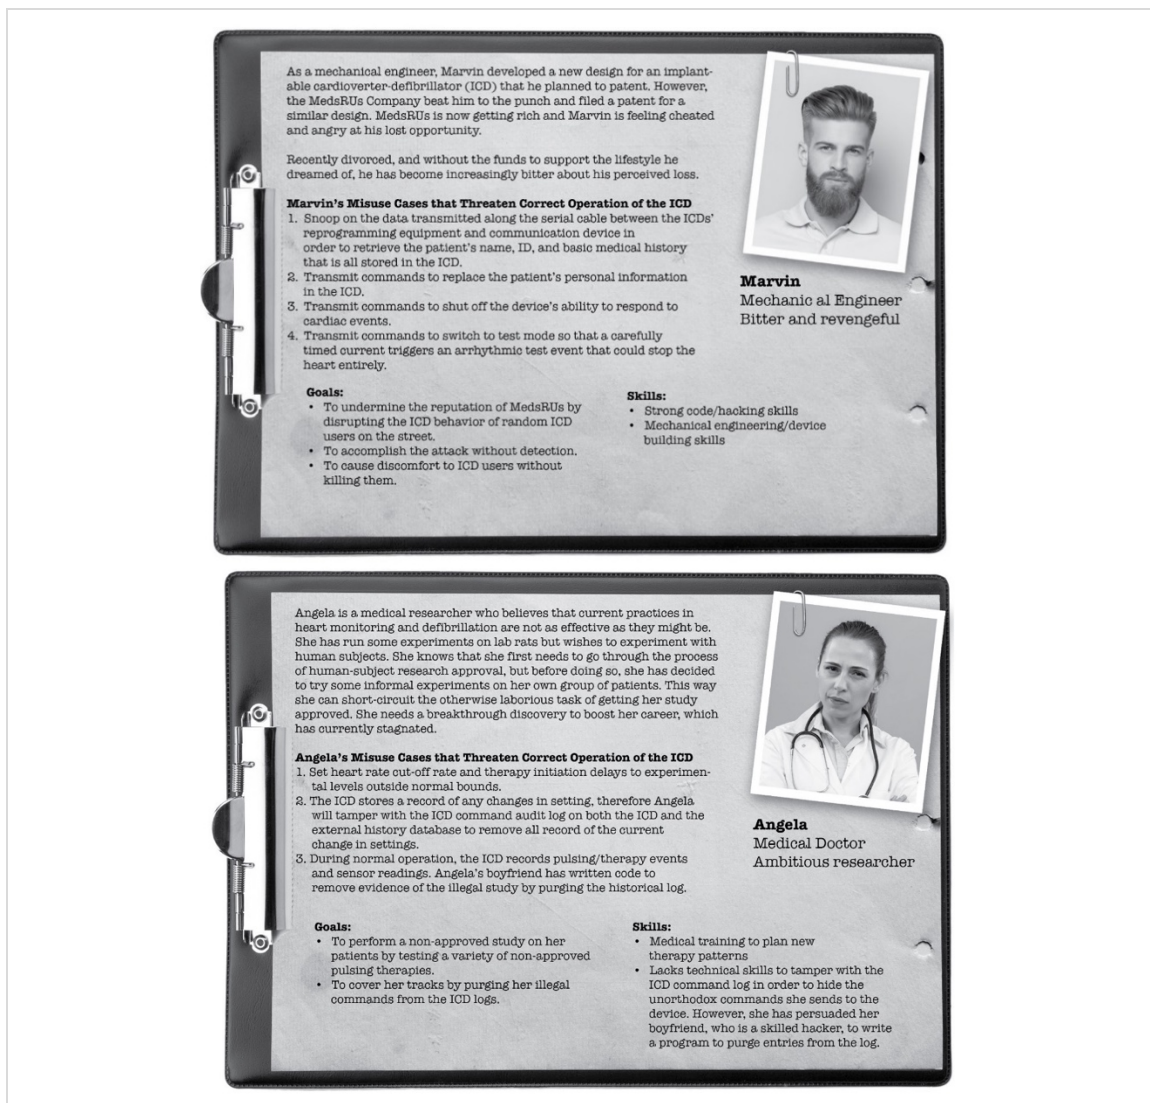 As a mechanical engineer, Marvin developed a new design for an implant-
able cardioverter-defibrillator (ICD) that he planned to patent. However,
the MedsRUs Company beat him to the punch and filed a patent for a
similar design. MedsRUs is now getting rich and Marvin is feeling cheated
and angry at his lost opportunity.
Recently divorced, and without the funds to support the lifestyle he
dreamed of, he has become increasingly bitter about his perceived loss.
Marvin's Misuse Cases that Threaten Correct Operation of the ICD
1. Snoop on the data transmitted along the serial cable between the ICDs'
reprogramming equipment and communication device in
order to retrieve the patient's name, ID, and basic medical history
that is all stored in the ICD.
2. Transmit commands to replace the patient's personal information
in the ICD.
3. Transmit commands to shut off the device's ability to respond to
cardiac events.
4. Transmit commands to switch to test mode so that a carefully
timed current triggers an arrhythmic test event that could stop the
heart entirely.
Goals:
• To undermine the reputation of MedsRUs by
disrupting the ICD behavior of random ICD
users on the street.
• To accomplish the attack without detection.
• To cause discomfort to ICD users without
killing them.
Skills:
• Strong code/hacking skills
• Mechanical engineering/device
building skills
Marvin
Mechanic al Engineer
Bitter and revengeful
Angela is a medical researcher who believes that current practices in
heart monitoring and defibrillation are not as effective as they might be.
She has run some experiments on lab rats but wishes to experiment with
human subjects. She knows that she first needs to go through the process
of human-subject research approval, but before doing so, she has decided
to try some informal experiments on her own group of patients. This way
she can short-circuit the otherwise laborious task of getting her study
approved. She needs a breakthrough discovery to boost her career, which
has currently stagnated.
Angela's Misuse Cases that Threaten Correct Operation of the ICD
1. Set heart rate cut-off rate and therapy initiation delays to experimen-
tal levels outside normal bounds.
2. The ICD stores a record of any changes in setting, therefore Angela
will tamper with the ICD command audit log on both the ICD and the
external history database to remove all record of the current
change in settings.
3. During normal operation, the ICD records pulsing/therapy events
and sensor readings. Angela's boyfriend has written code to
remove evidence of the illegal study by purging the historical log.
Goals:
• To perform a non-approved study on her
patients by testing a variety of non-approved
pulsing therapies.
• To cover her tracks by purging her illegal
commands from the ICD logs.
Skills:
• Medical training to plan new
therapy patterns
• Lacks technical skills to tamper with the
ICD command log in order to hide the
unorthodox commands she sends to the
device. However, she has persuaded her
boyfriend, who is a skilled hacker, to write
a program to purge entries from the log.
Angela
Medical Doctor
Ambitious researcher